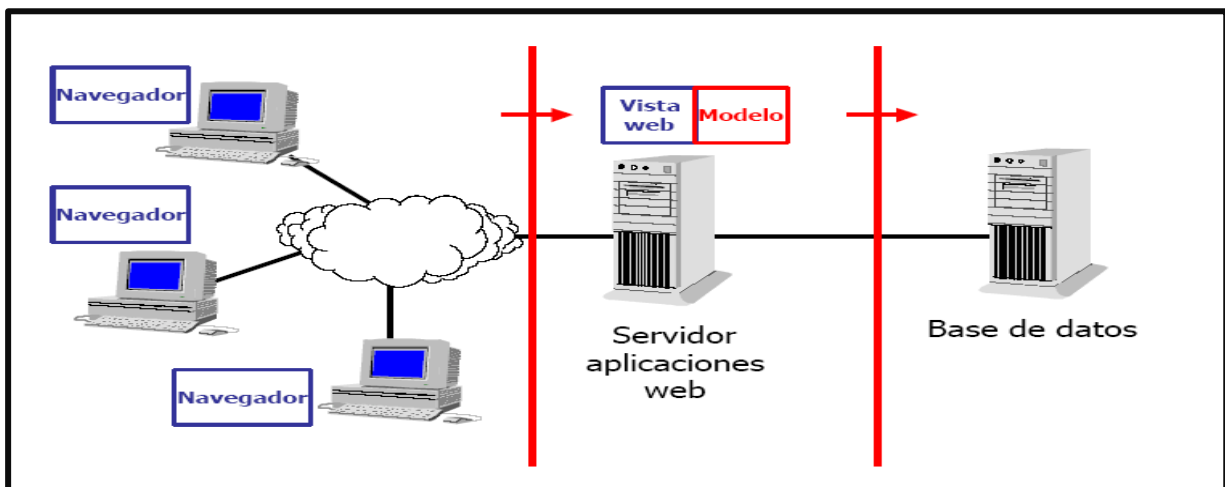 Navegador
Navegador
Navegador
Vista
web
Modelo
Servidor
aplicaciones
web
Base de datos